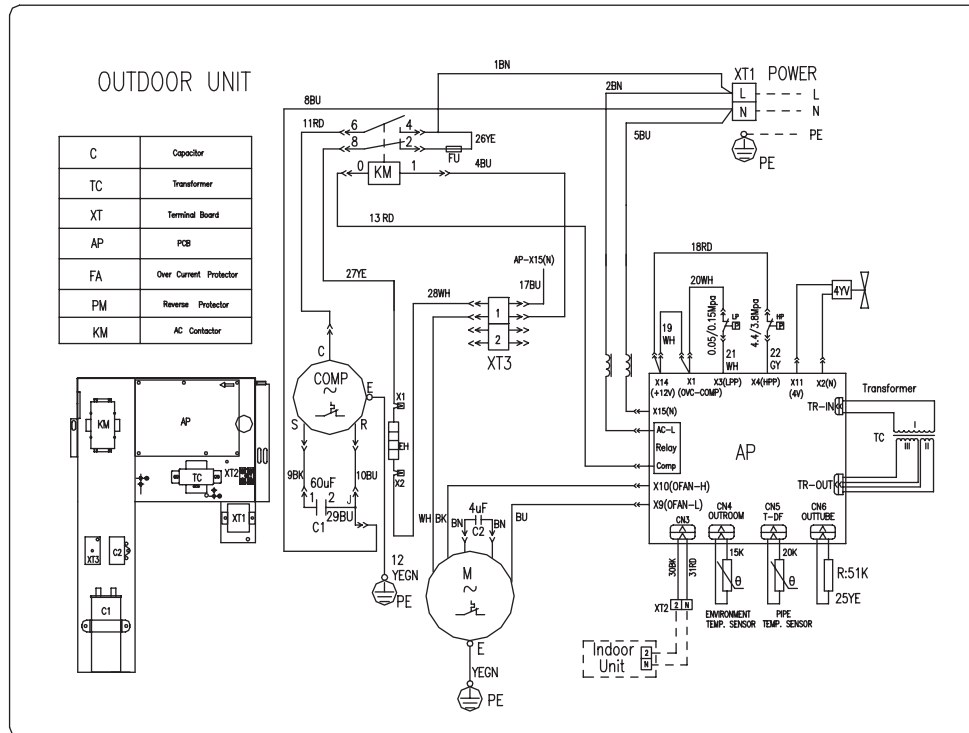 OUTDOOR UNIT
C Capacitor
TC Transformer
XT Terminal Board
AP PCB
FA Over Current Protector
PM Reverse Protector
KM AC Contactor
1BN
2BN
XT1 POWER
L L
N N
PE
PE
8BU
11RD
6 4
8 2
26YE
FU
5BU
0 KM 1
4BU
13 RD
27YE
28WH
AP-X15(N)
17BU
1
2
XT3
18RD
20WH
19
WH
0.05/0.15Mpa
LP
P
4.4/3.8Mpa
HP
P
21
WH
22
GY
4YV
C
COMP
~
E
S R
X1
EH
X2
9BK
10BU
60uF
1 2
J
C1
29BU
12
YEGN
PE
WH
BK
BN
4uF
C2
BN
BU
M
~
E
YEGN
PE
X14
(+12V)
X1
(OVC-COMP)
X3(LPP)
X4(HPP)
X11
(4V)
X2(N)
X15(N)
AC-L
Relay
Comp
AP
X10(OFAN-H)
X9(OFAN-L)
TR-IN
TR-OUT
Transformer
TC
I
III
II
CN3
CN4
OUTROOM
CN5
T-DF
CN6
OUTTUBE
30BK
31RD
15K
θ
20K
θ
R:51K
25YE
XT2 2 N
ENVIRONMENT
TEMP. SENSOR
PIPE
TEMP. SENSOR
Indoor
Unit
2
N
KM
AP
TC
XT2
XT1
XT3
C2
C1